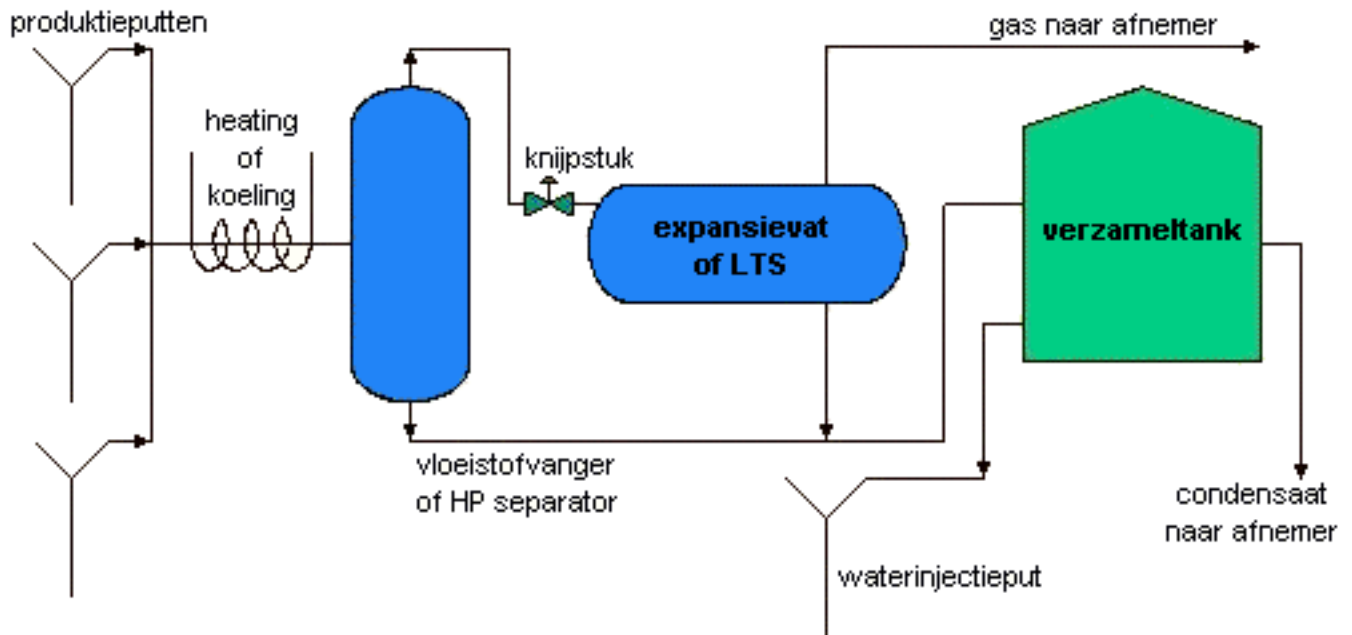 produktieputten
gas naar afnemer
heating
of
koeling
knijpstuk
expansievat
of LTS
verzameltank
vloeistofvanger
of HP separator
condensaat
naar afnemer
waterinjectieput